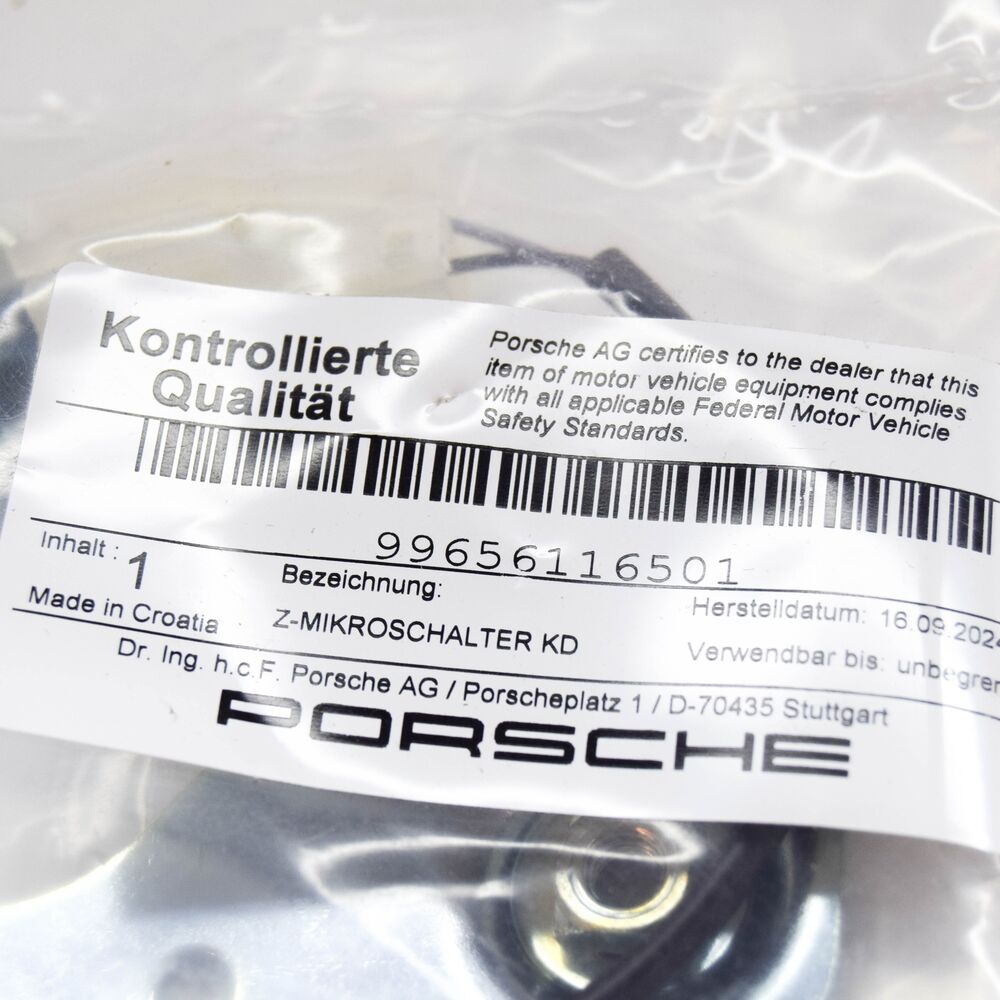 Kontrollierte
Qualität
Porsche AG certifies to the dealer that this
item of motor vehicle equipment complies
with all applicable Federal Motor Vehicle
Safety Standards.
99656116501
Inhalt : 1
Bezeichnung:
Herstelldatum: 16.09.2024
Made in Croatia
Z-MIKROSCHALTER KD
Verwendbar bis:
Dr. Ing. h.c.F. Porsche AG / Porscheplatz 1 / D-70435 Stuttgart
PORSCHE